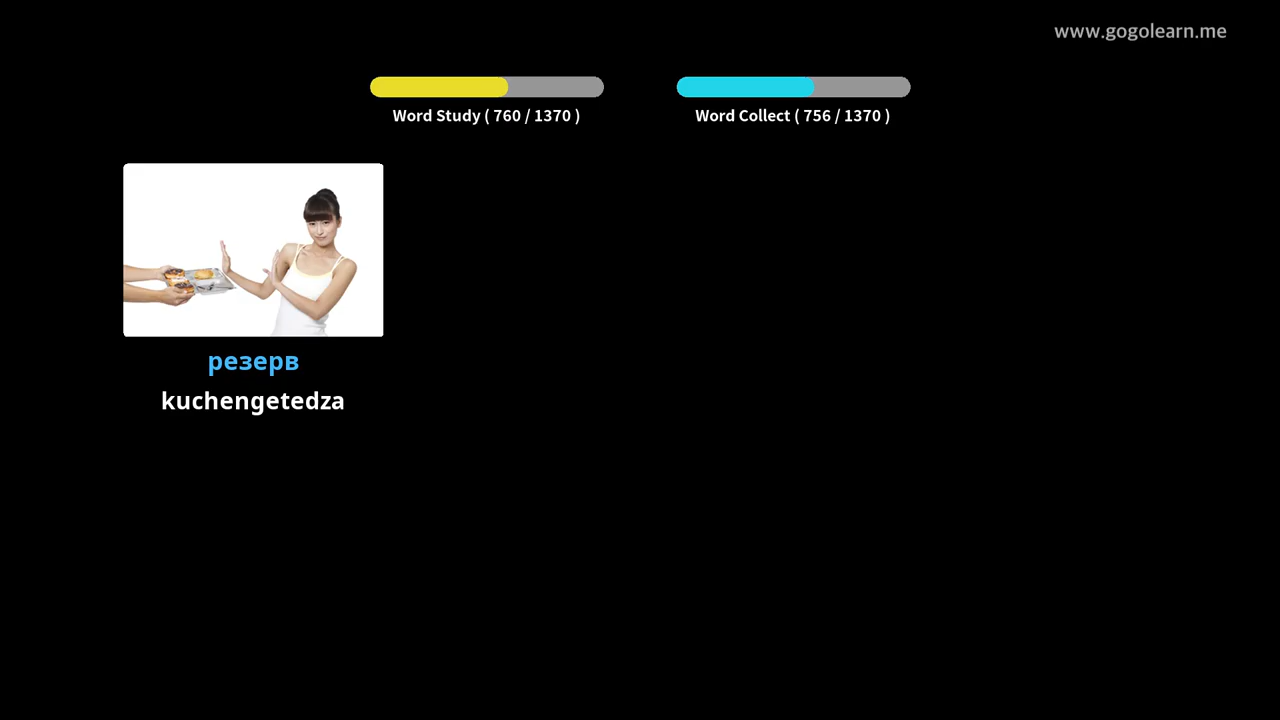 www.gogolearn.me
Word Study ( 760 / 1370 )
Word Collect ( 756 / 1370 )
резерв
kuchengetedza